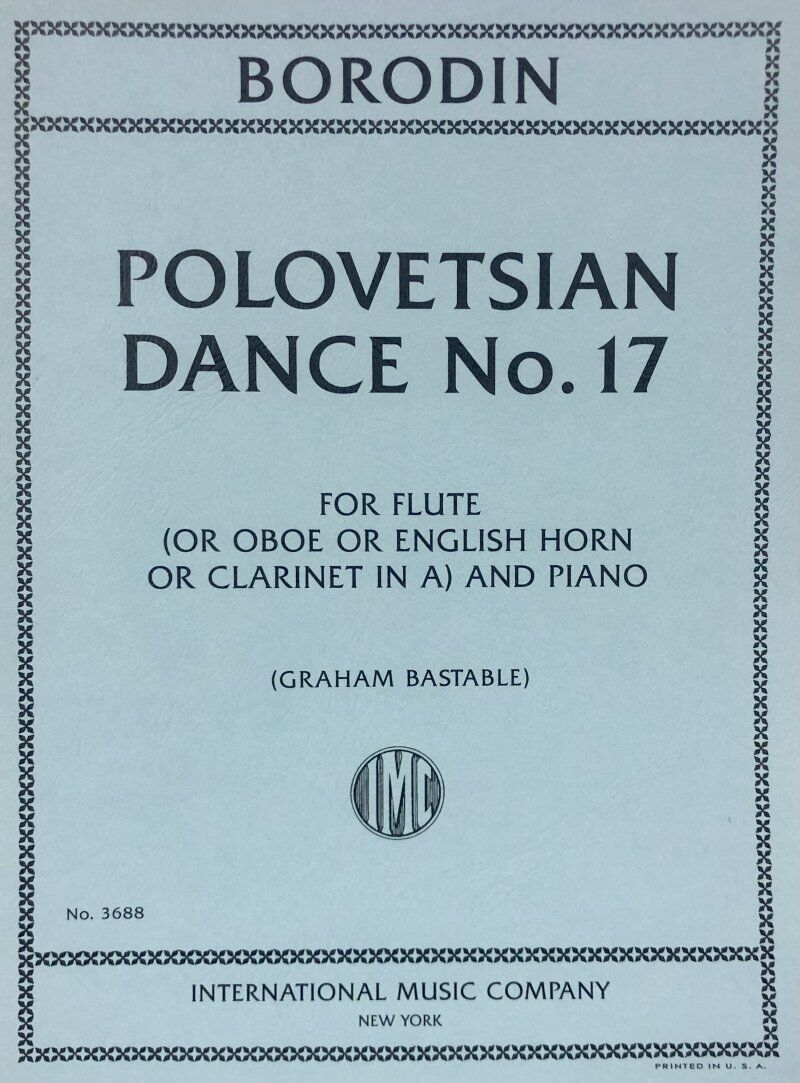 BORODIN
POLOVETSIAN
DANCE No. 17
FOR FLUTE
(OR OBOE OR ENGLISH HORN
OR CLARINET IN A) AND PIANO
(GRAHAM BASTABLE)
IMC
No. 3688
INTERNATIONAL MUSIC COMPANY
NEW YORK
PRINTED IN U. S. A.